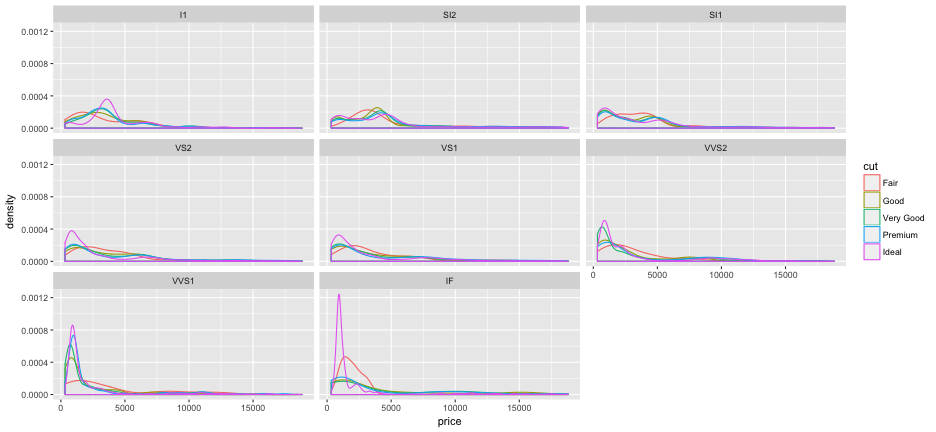 I1 SI2 SI1
0.0012
0.0008
0.0004
0.0000
VS2 VS1 VVS2
0.0012
0.0008
0.0004
0.0000
0 5000 10000 15000
VVS1 IF
0.0012
0.0008
0.0004
0.0000
0 5000 10000 15000 0 5000 10000 15000
price
density
cut
Fair
Good
Very Good
Premium
Ideal